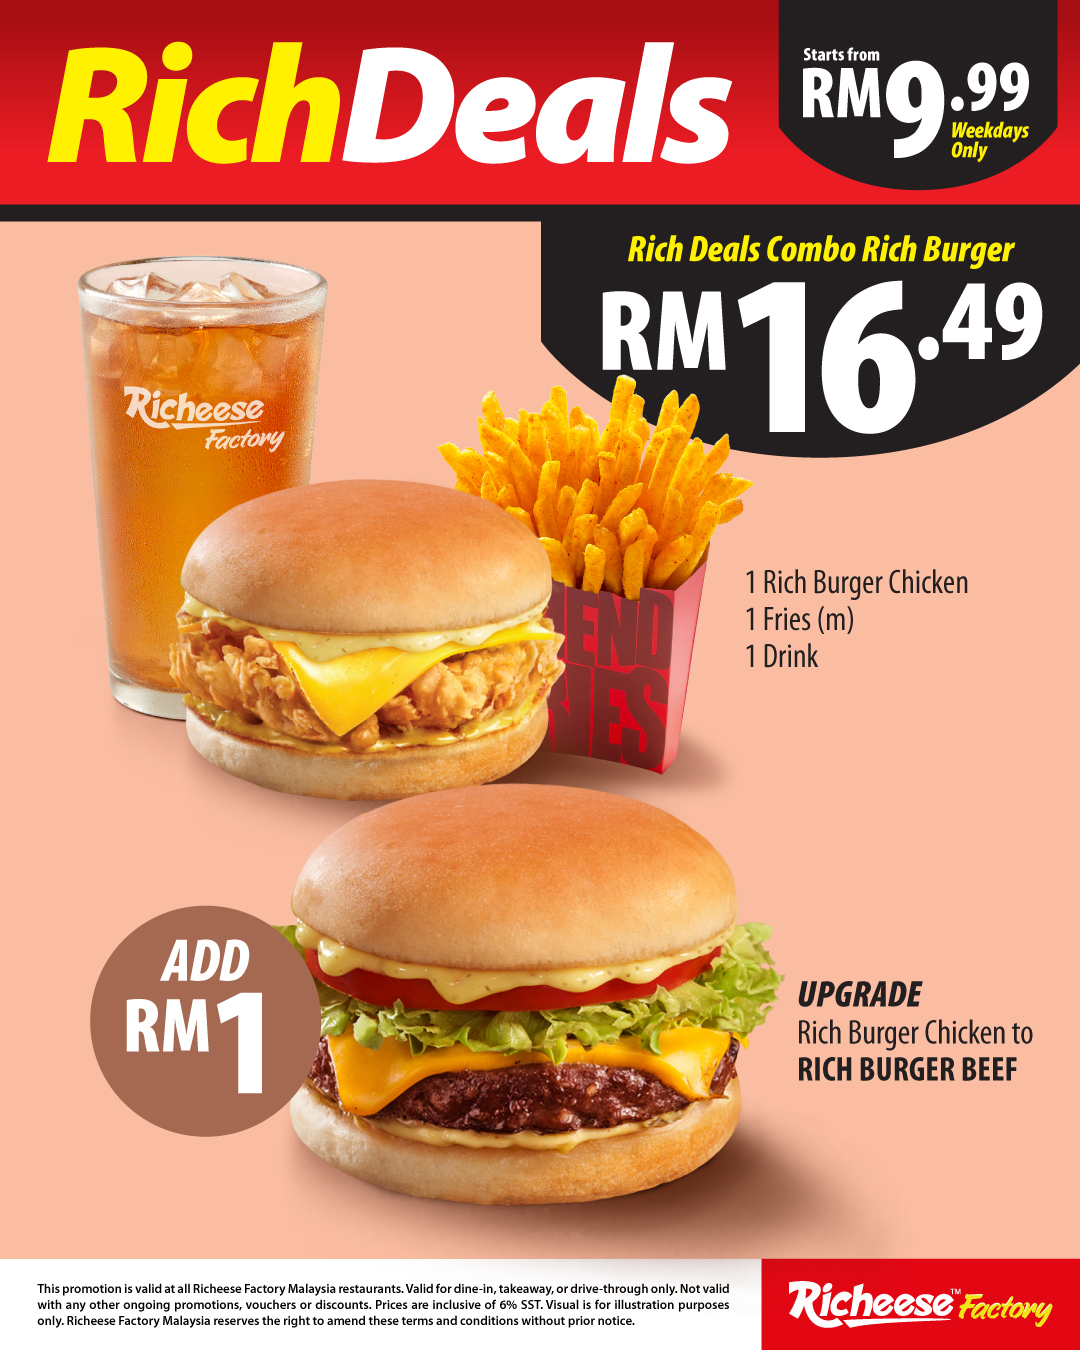 RichDeals
Starts from
RM9.99
Weekdays
Only
Rich Deals Combo Rich Burger
RM16.49
Richeese
Factory
END
RIES
1 Rich Burger Chicken
1 Fries (m)
1 Drink
ADD
RM1
UPGRADE
Rich Burger Chicken to
RICH BURGER BEEF
This promotion is valid at all Richeese Factory Malaysia restaurants. Valid for dine-in, takeaway, or drive-through only. Not valid
with any other ongoing promotions, vouchers or discounts. Prices are inclusive of 6% SST. Visual is for illustration purposes
only. Richeese Factory Malaysia reserves the right to amend these terms and conditions without prior notice.
Richeese™ Factory